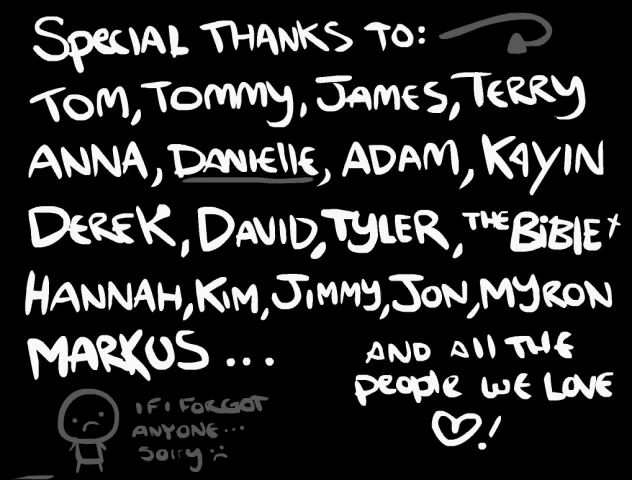 SPECIAL THANKS TO:
TOM, TOMMY, JAMES, TERRY
ANNA, DANIELLE, ADAM, KAYIN
DEREK, DAVID, TYLER, THE BiBLE
HANNAH, KiM, JiMMY, JON, MYRON
MARKUS... AND All THE
people WE LOVE
♡!
IF I FORGOT
ANYONE...
SORRY :(